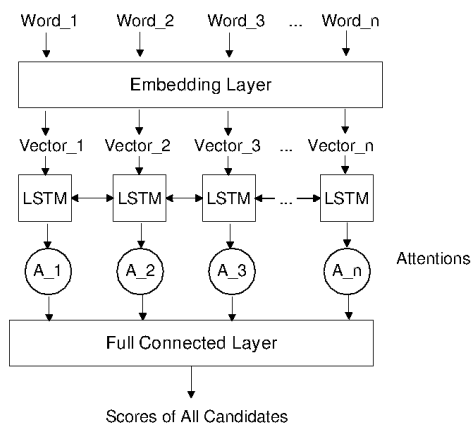 Word_1 Word_2 Word_3 ... Word_n
Embedding Layer
Vector_1 Vector_2 Vector_3 ... Vector_n
LSTM LSTM LSTM ... LSTM
A_1 A_2 A_3 A_n Attentions
Full Connected Layer
Scores of All Candidates